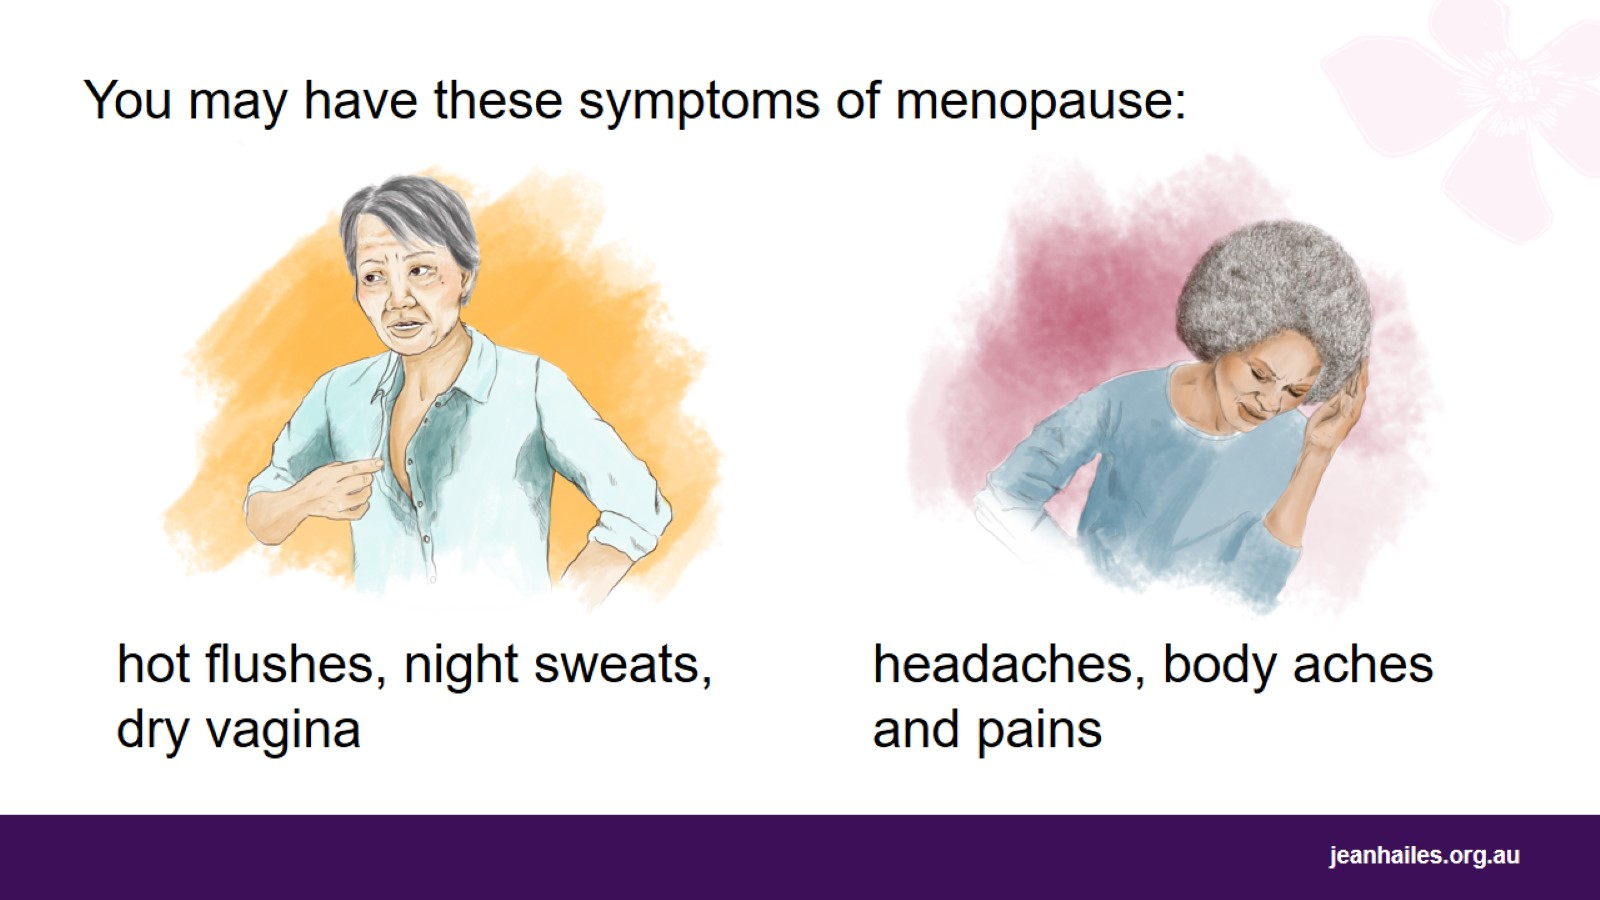 You may have these symptoms of menopause:
hot flushes, night sweats,
dry vagina
headaches, body aches
and pains
jeanhailes.org.au